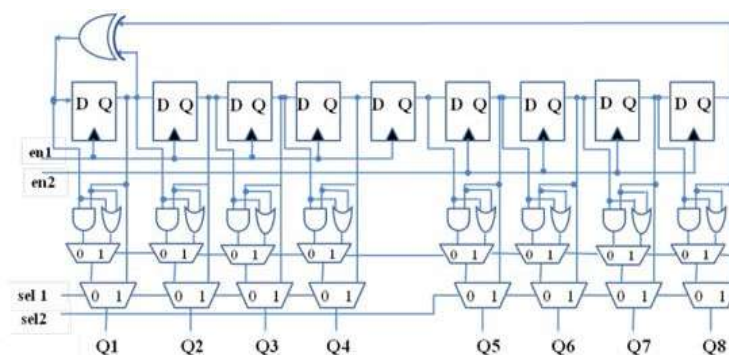 D Q D Q D Q D Q D Q D Q D Q D Q D Q
en1
en2
0 1 0 1 0 1 0 1 0 1 0 1 0 1 0 1
sel 1 0 1 0 1 0 1 0 1 0 1 0 1 0 1 0 1
sel2
Q1 Q2 Q3 Q4 Q5 Q6 Q7 Q8